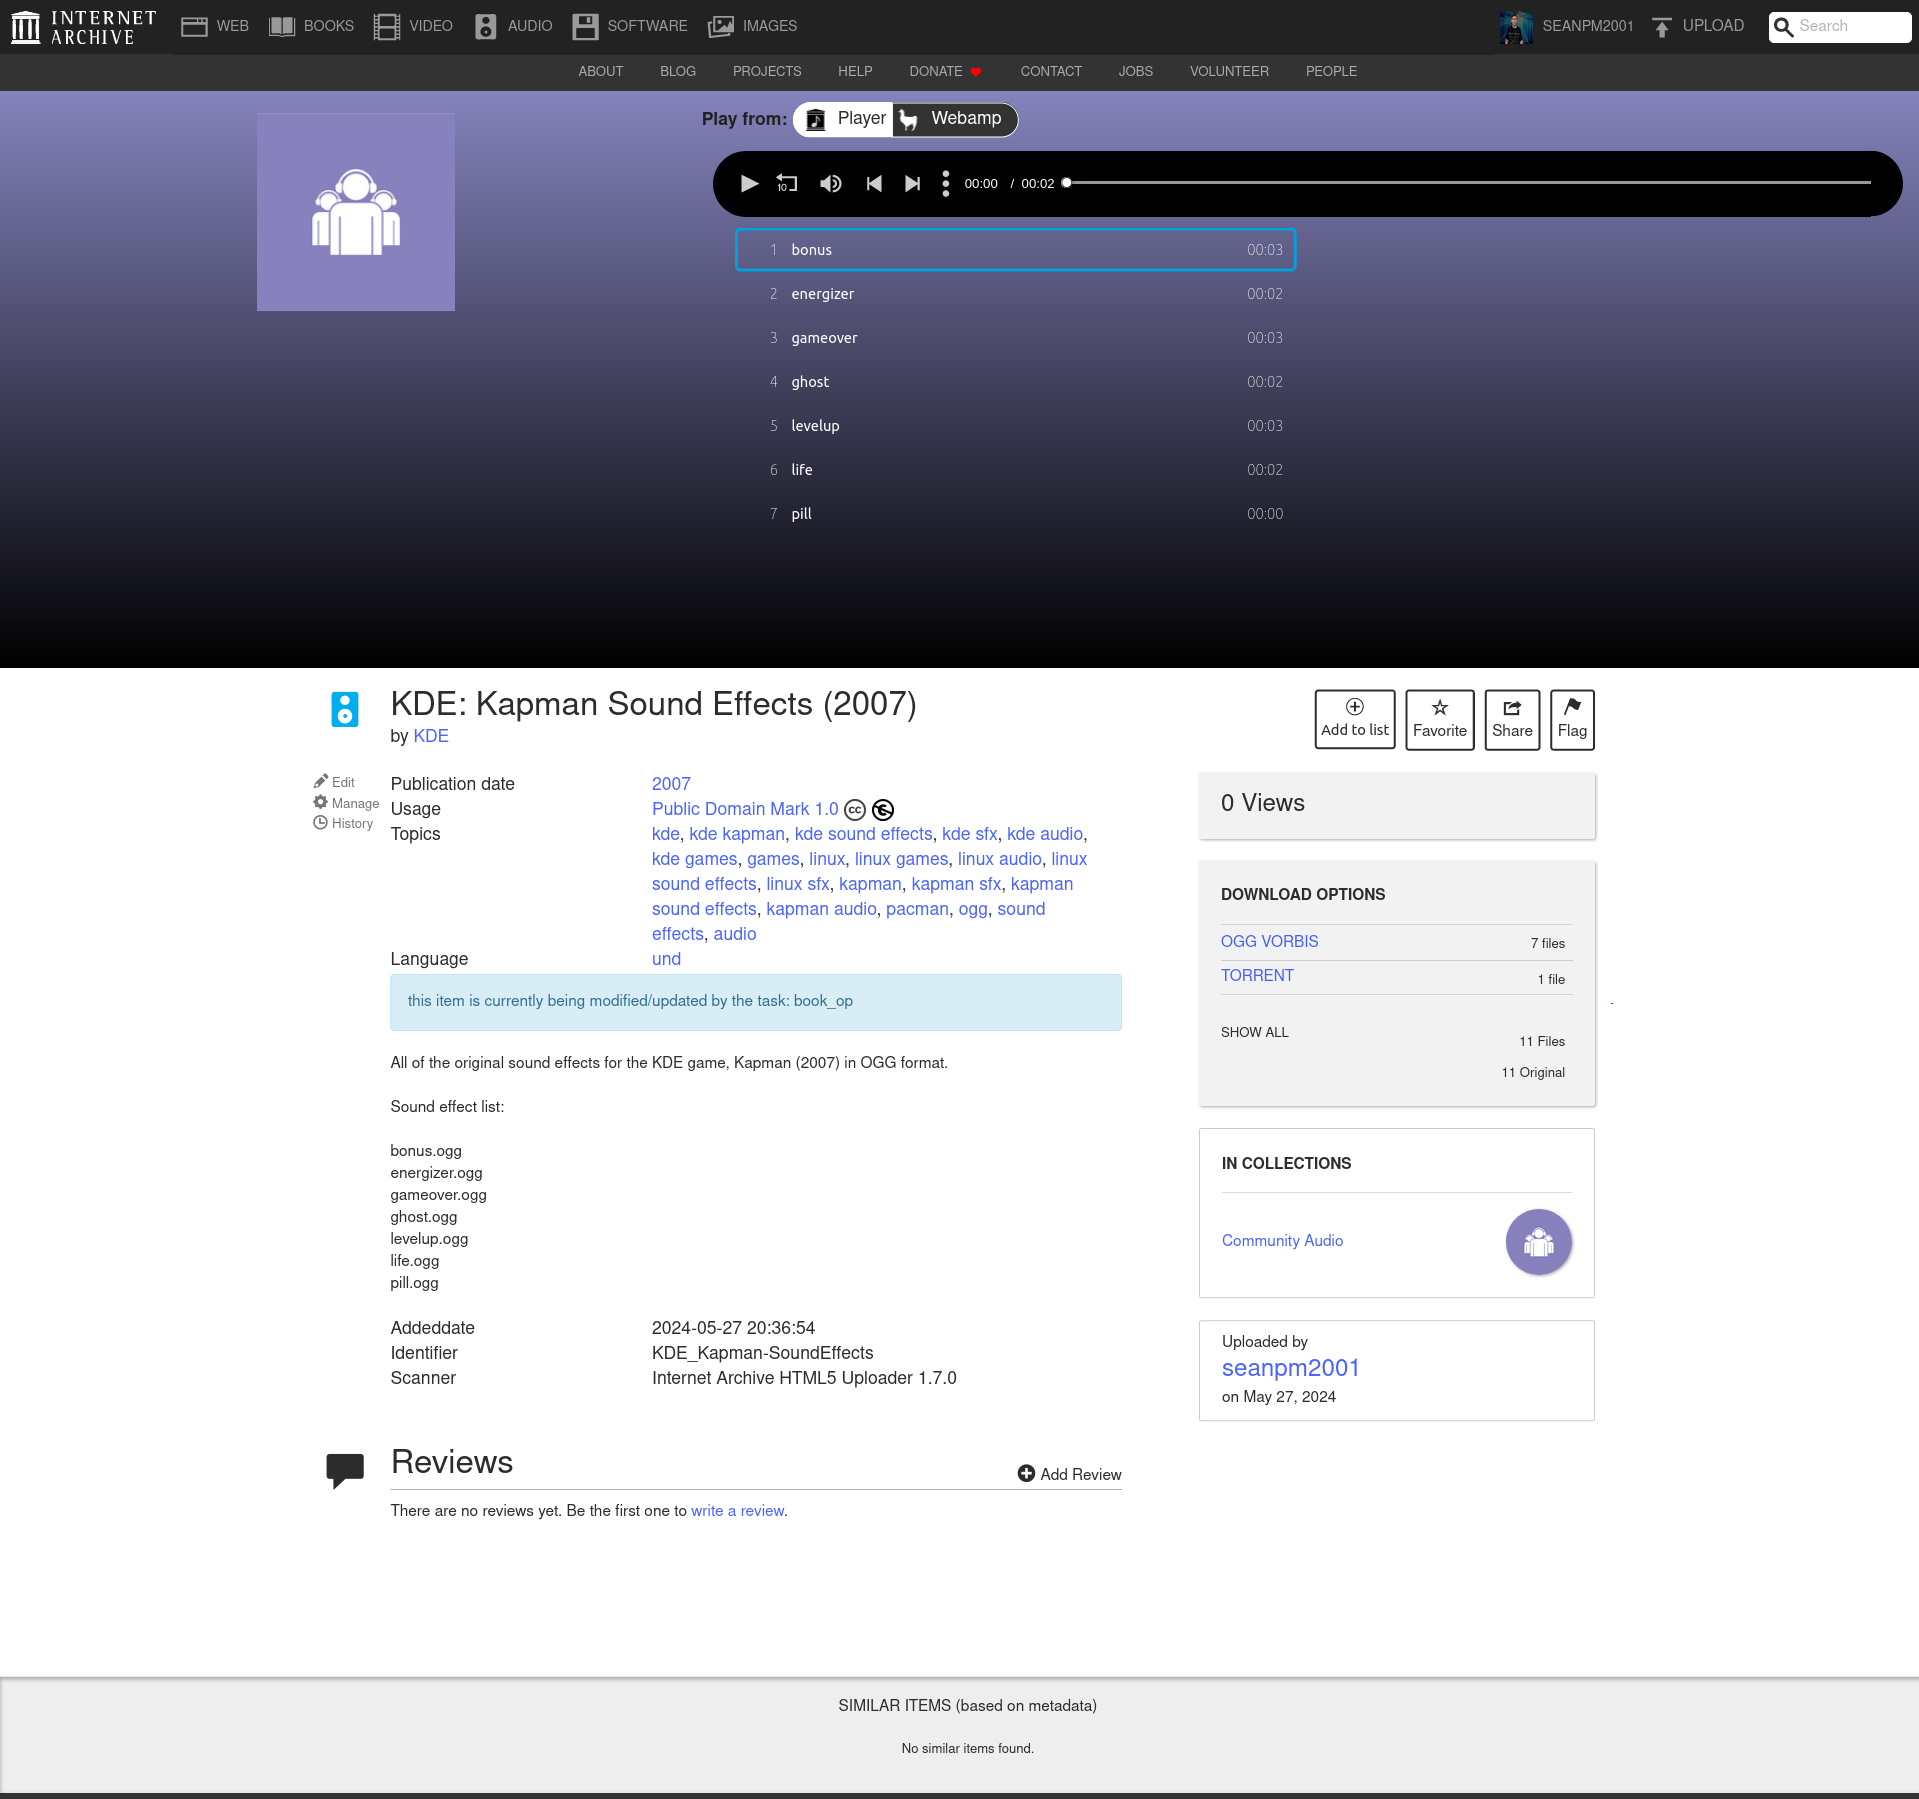 INTERNET ARCHIVE
WEB BOOKS VIDEO AUDIO SOFTWARE IMAGES SEANPM2001 UPLOAD Search
ABOUT BLOG PROJECTS HELP DONATE CONTACT JOBS VOLUNTEER PEOPLE
Play from: Player Webamp
10 00:00 / 00:02
1 bonus 00:03
2 energizer 00:02
3 gameover 00:03
4 ghost 00:02
5 levelup 00:03
6 life 00:02
7 pill 00:00
KDE: Kapman Sound Effects (2007)
by KDE
Add to list Favorite Share Flag
Edit
Manage
History
Publication date 2007
Usage Public Domain Mark 1.0 cc
Topics kde, kde kapman, kde sound effects, kde sfx, kde audio,
kde games, games, linux, linux games, linux audio, linux
sound effects, linux sfx, kapman, kapman sfx, kapman
sound effects, kapman audio, pacman, ogg, sound
effects, audio
Language und
this item is currently being modified/updated by the task: book_op
All of the original sound effects for the KDE game, Kapman (2007) in OGG format.
Sound effect list:
bonus.ogg
energizer.ogg
gameover.ogg
ghost.ogg
levelup.ogg
life.ogg
pill.ogg
Addeddate 2024-05-27 20:36:54
Identifier KDE_Kapman-SoundEffects
Scanner Internet Archive HTML5 Uploader 1.7.0
0 Views
DOWNLOAD OPTIONS
OGG VORBIS 7 files
TORRENT 1 file
SHOW ALL 11 Files
11 Original
IN COLLECTIONS
Community Audio
Uploaded by
seanpm2001
on May 27, 2024
Reviews
Add Review
There are no reviews yet. Be the first one to write a review.
SIMILAR ITEMS (based on metadata)
No similar items found.